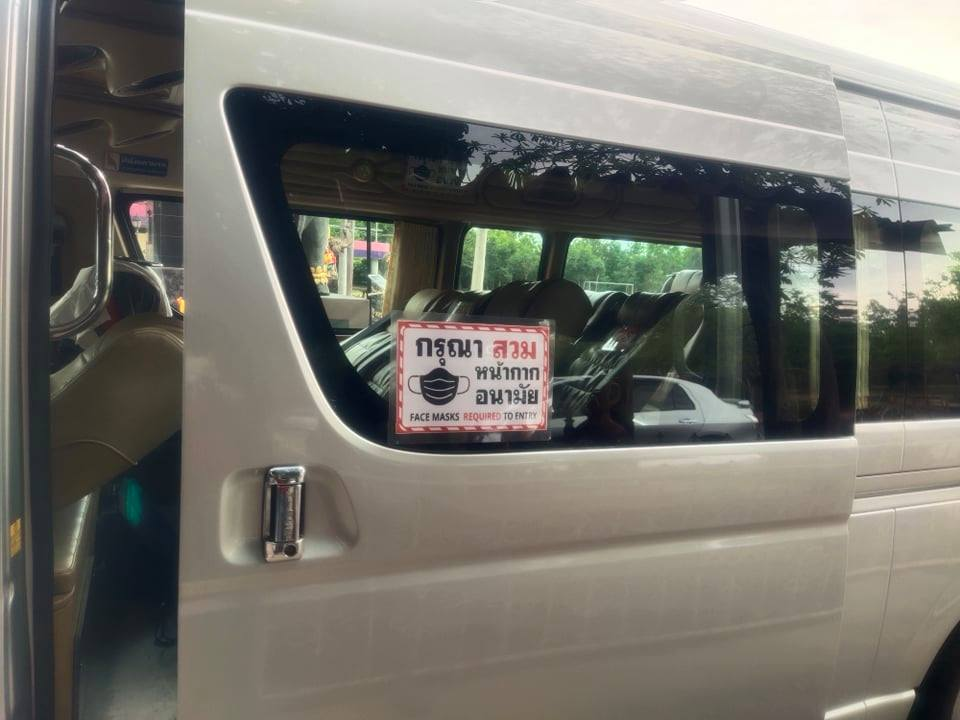 กรุณา สวม
หน้ากาก
อนามัย
FACE MASKS REQUIRED TO ENTRY